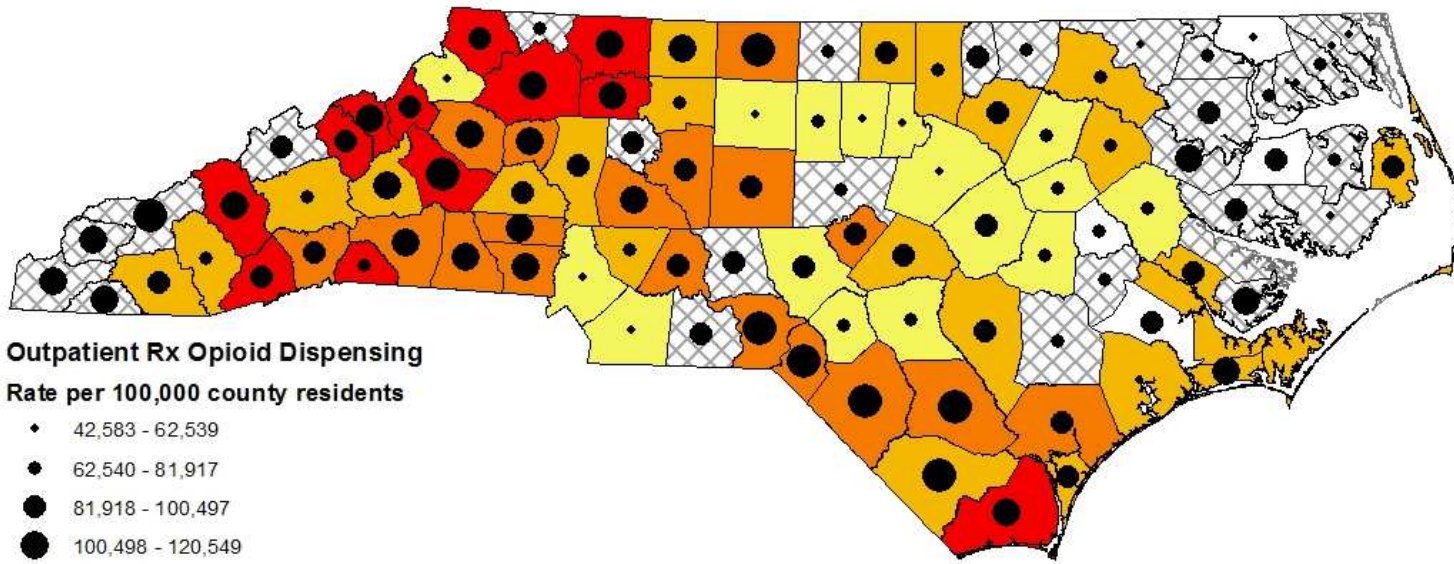 Outpatient Rx Opioid Dispensing
Rate per 100,000 county residents
42,583 - 62,539
62,540 - 81,917
81,918 - 100,497
100,498 - 120,549